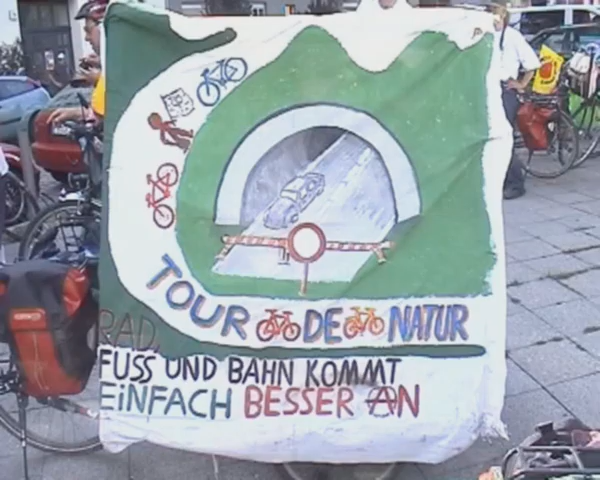 TOUR DE NATUR
RAD,
FUSS UND BAHN KOMMT
EiNFACH BESSER AN